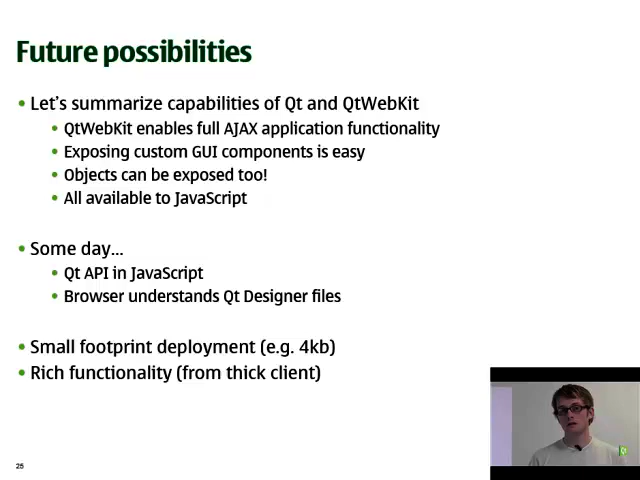 Future possibilities
• Let's summarize capabilities of Qt and QtWebKit
• QtWebKit enables full AJAX application functionality
• Exposing custom GUI components is easy
• Objects can be exposed too!
• All available to JavaScript
• Some day...
• Qt API in JavaScript
• Browser understands Qt Designer files
• Small footprint deployment (e.g. 4kb)
• Rich functionality (from thick client)
25
Qt